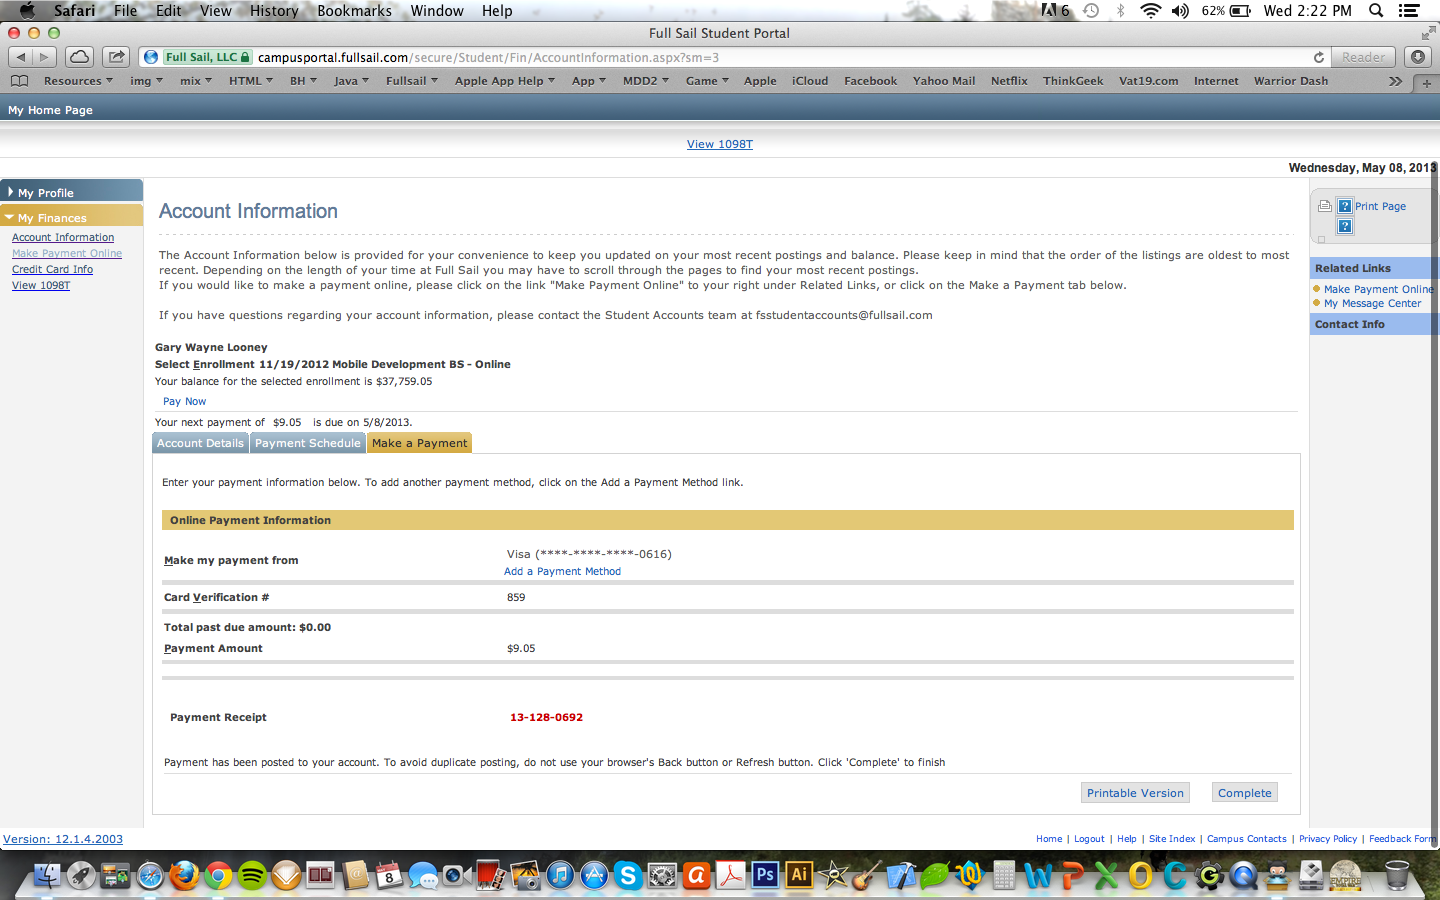 Safari File Edit View History Bookmarks Window Help 6 62% Wed 2:22 PM
Full Sail Student Portal
Full Sail, LLC campusportal.fullsail.com/secure/Student/Fin/AccountInformation.aspx?sm=3 Reader
Resources img mix HTML BH Java Fullsail Apple App Help App MDD2 Game Apple iCloud Facebook Yahoo Mail Netflix ThinkGeek Vat19.com Internet Warrior Dash
My Home Page
View 1098T
Wednesday, May 08, 2013
My Profile
My Finances
Account Information
Make Payment Online
Credit Card Info
View 1098T
Account Information
The Account Information below is provided for your convenience to keep you updated on your most recent postings and balance. Please keep in mind that the order of the listings are oldest to most
recent. Depending on the length of your time at Full Sail you may have to scroll through the pages to find your most recent postings.
If you would like to make a payment online, please click on the link "Make Payment Online" to your right under Related Links, or click on the Make a Payment tab below.
If you have questions regarding your account information, please contact the Student Accounts team at fsstudentaccounts@fullsail.com
Gary Wayne Looney
Select Enrollment 11/19/2012 Mobile Development BS - Online
Your balance for the selected enrollment is $37,759.05
Pay Now
Your next payment of $9.05 is due on 5/8/2013.
Account Details Payment Schedule Make a Payment
Enter your payment information below. To add another payment method, click on the Add a Payment Method link.
Online Payment Information
Make my payment from Visa (****-****-****-0616)
Add a Payment Method
Card Verification # 859
Total past due amount: $0.00
Payment Amount $9.05
Payment Receipt 13-128-0692
Payment has been posted to your account. To avoid duplicate posting, do not use your browser's Back button or Refresh button. Click 'Complete' to finish
Printable Version Complete
Print Page
Related Links
Make Payment Online
My Message Center
Contact Info
Version: 12.1.4.2003
Home | Logout | Help | Site Index | Campus Contacts | Privacy Policy | Feedback Form
8 Ps Ai EMPIRE